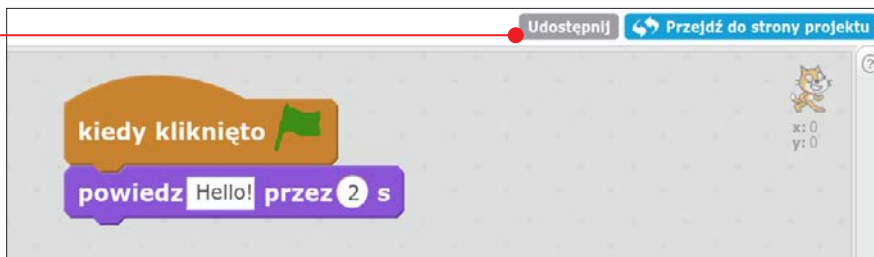 Udostępnij Przejdź do strony projektu
?
kiedy kliknięto
x: 0
y: 0
powiedz Hello! przez 2 s